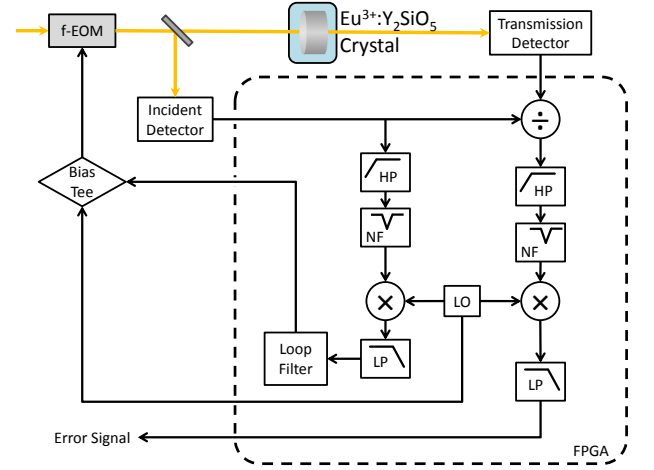 f-EOM
Eu³⁺:Y₂SiO₅
Crystal
Transmission
Detector
Incident
Detector
÷
Bias
Tee
HP
HP
NF
NF
×
LO
×
Loop
Filter
LP
LP
Error Signal
FPGA